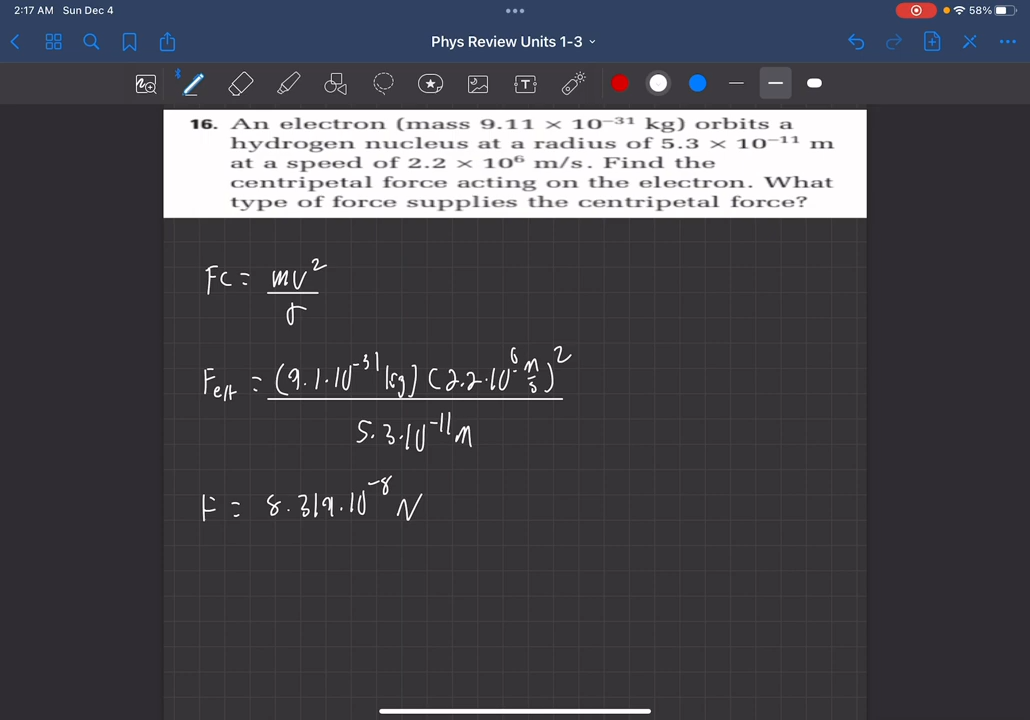 2:17 AM Sun Dec 4
58%
Phys Review Units 1-3
16. An electron (mass 9.11 × 10⁻³¹ kg) orbits a
hydrogen nucleus at a radius of 5.3 × 10⁻¹¹ m
at a speed of 2.2 × 10⁶ m/s. Find the
centripetal force acting on the electron. What
type of force supplies the centripetal force?
Fc = mv²
r
= (9.1·10⁻³¹ kg) (2.2·10⁶ m/s)²
5.3·10⁻¹¹ m
F = 8.319·10⁻⁸ N